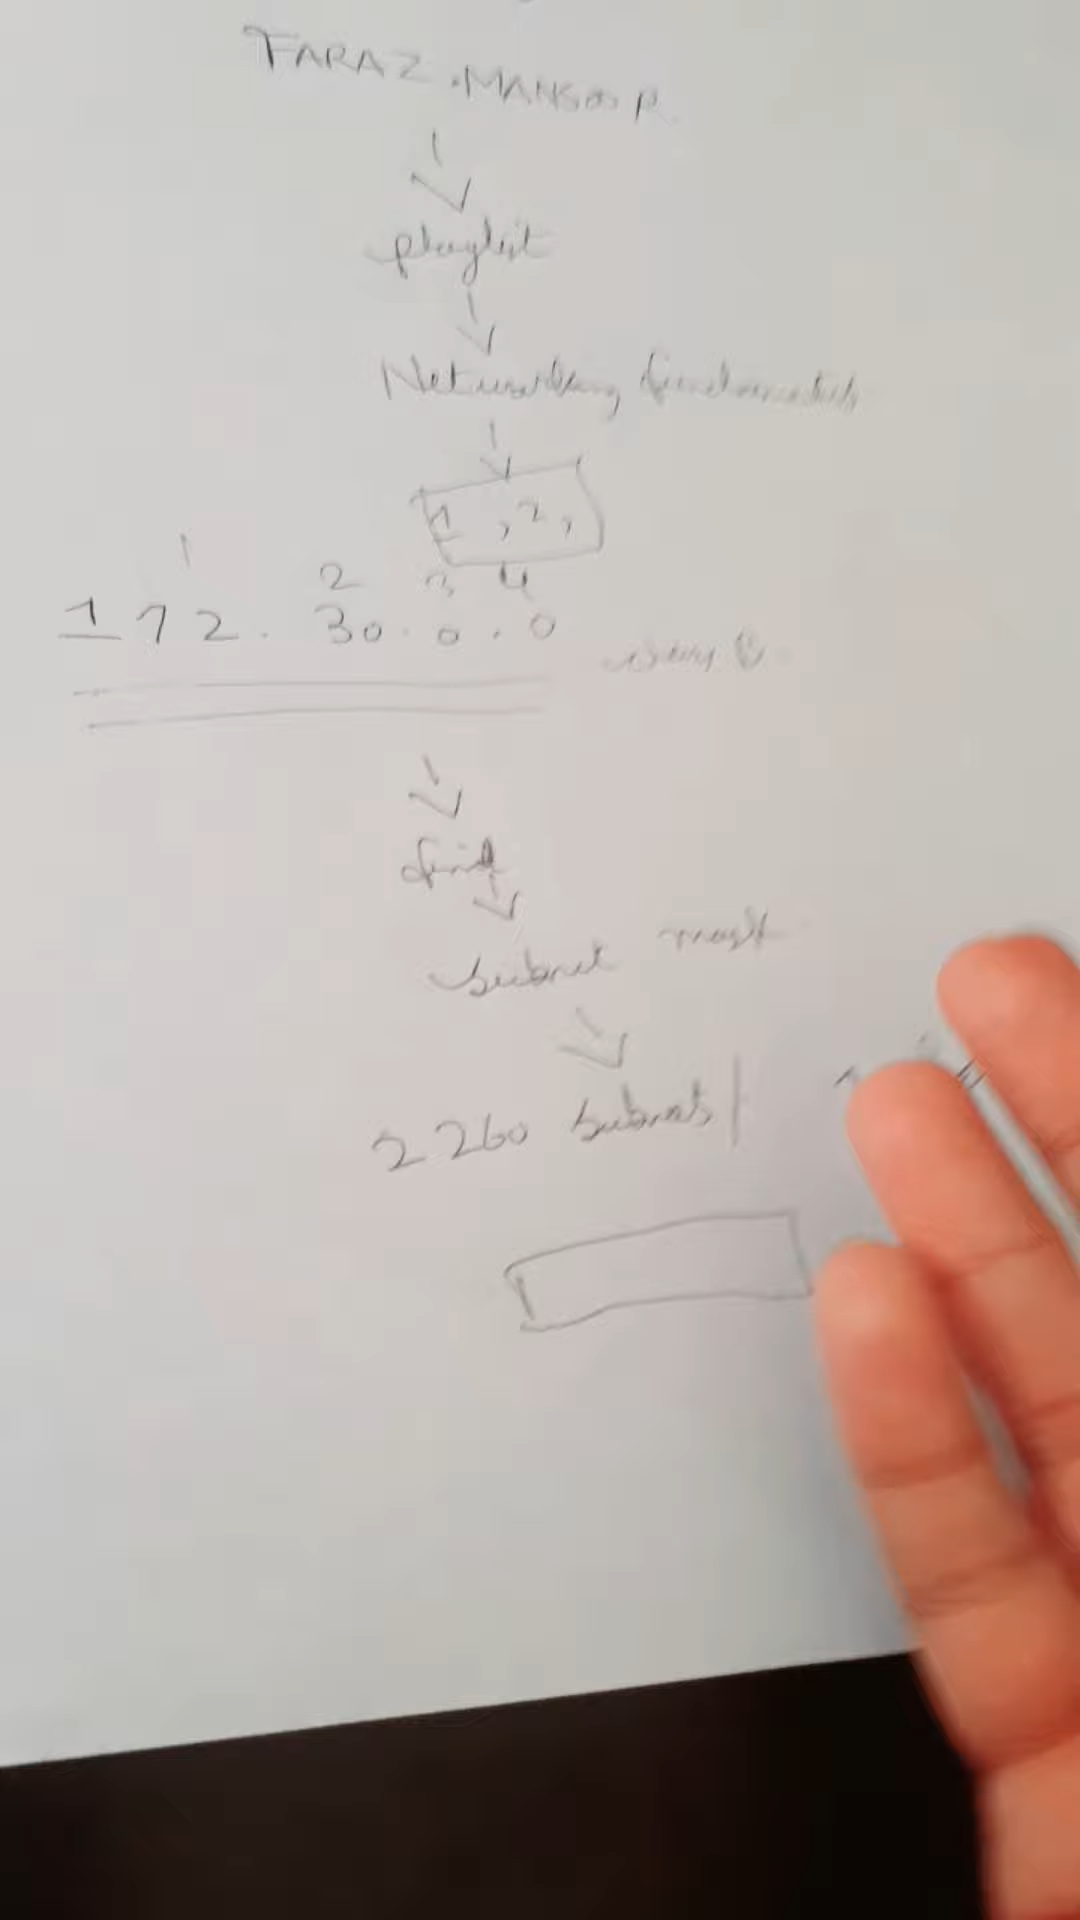 FARAZ.MANSOOR
playlist
Networking fundamentals
1, 2,
1 2 3 4
172.30.0.0
find
Subnet mask
2260 Subnets